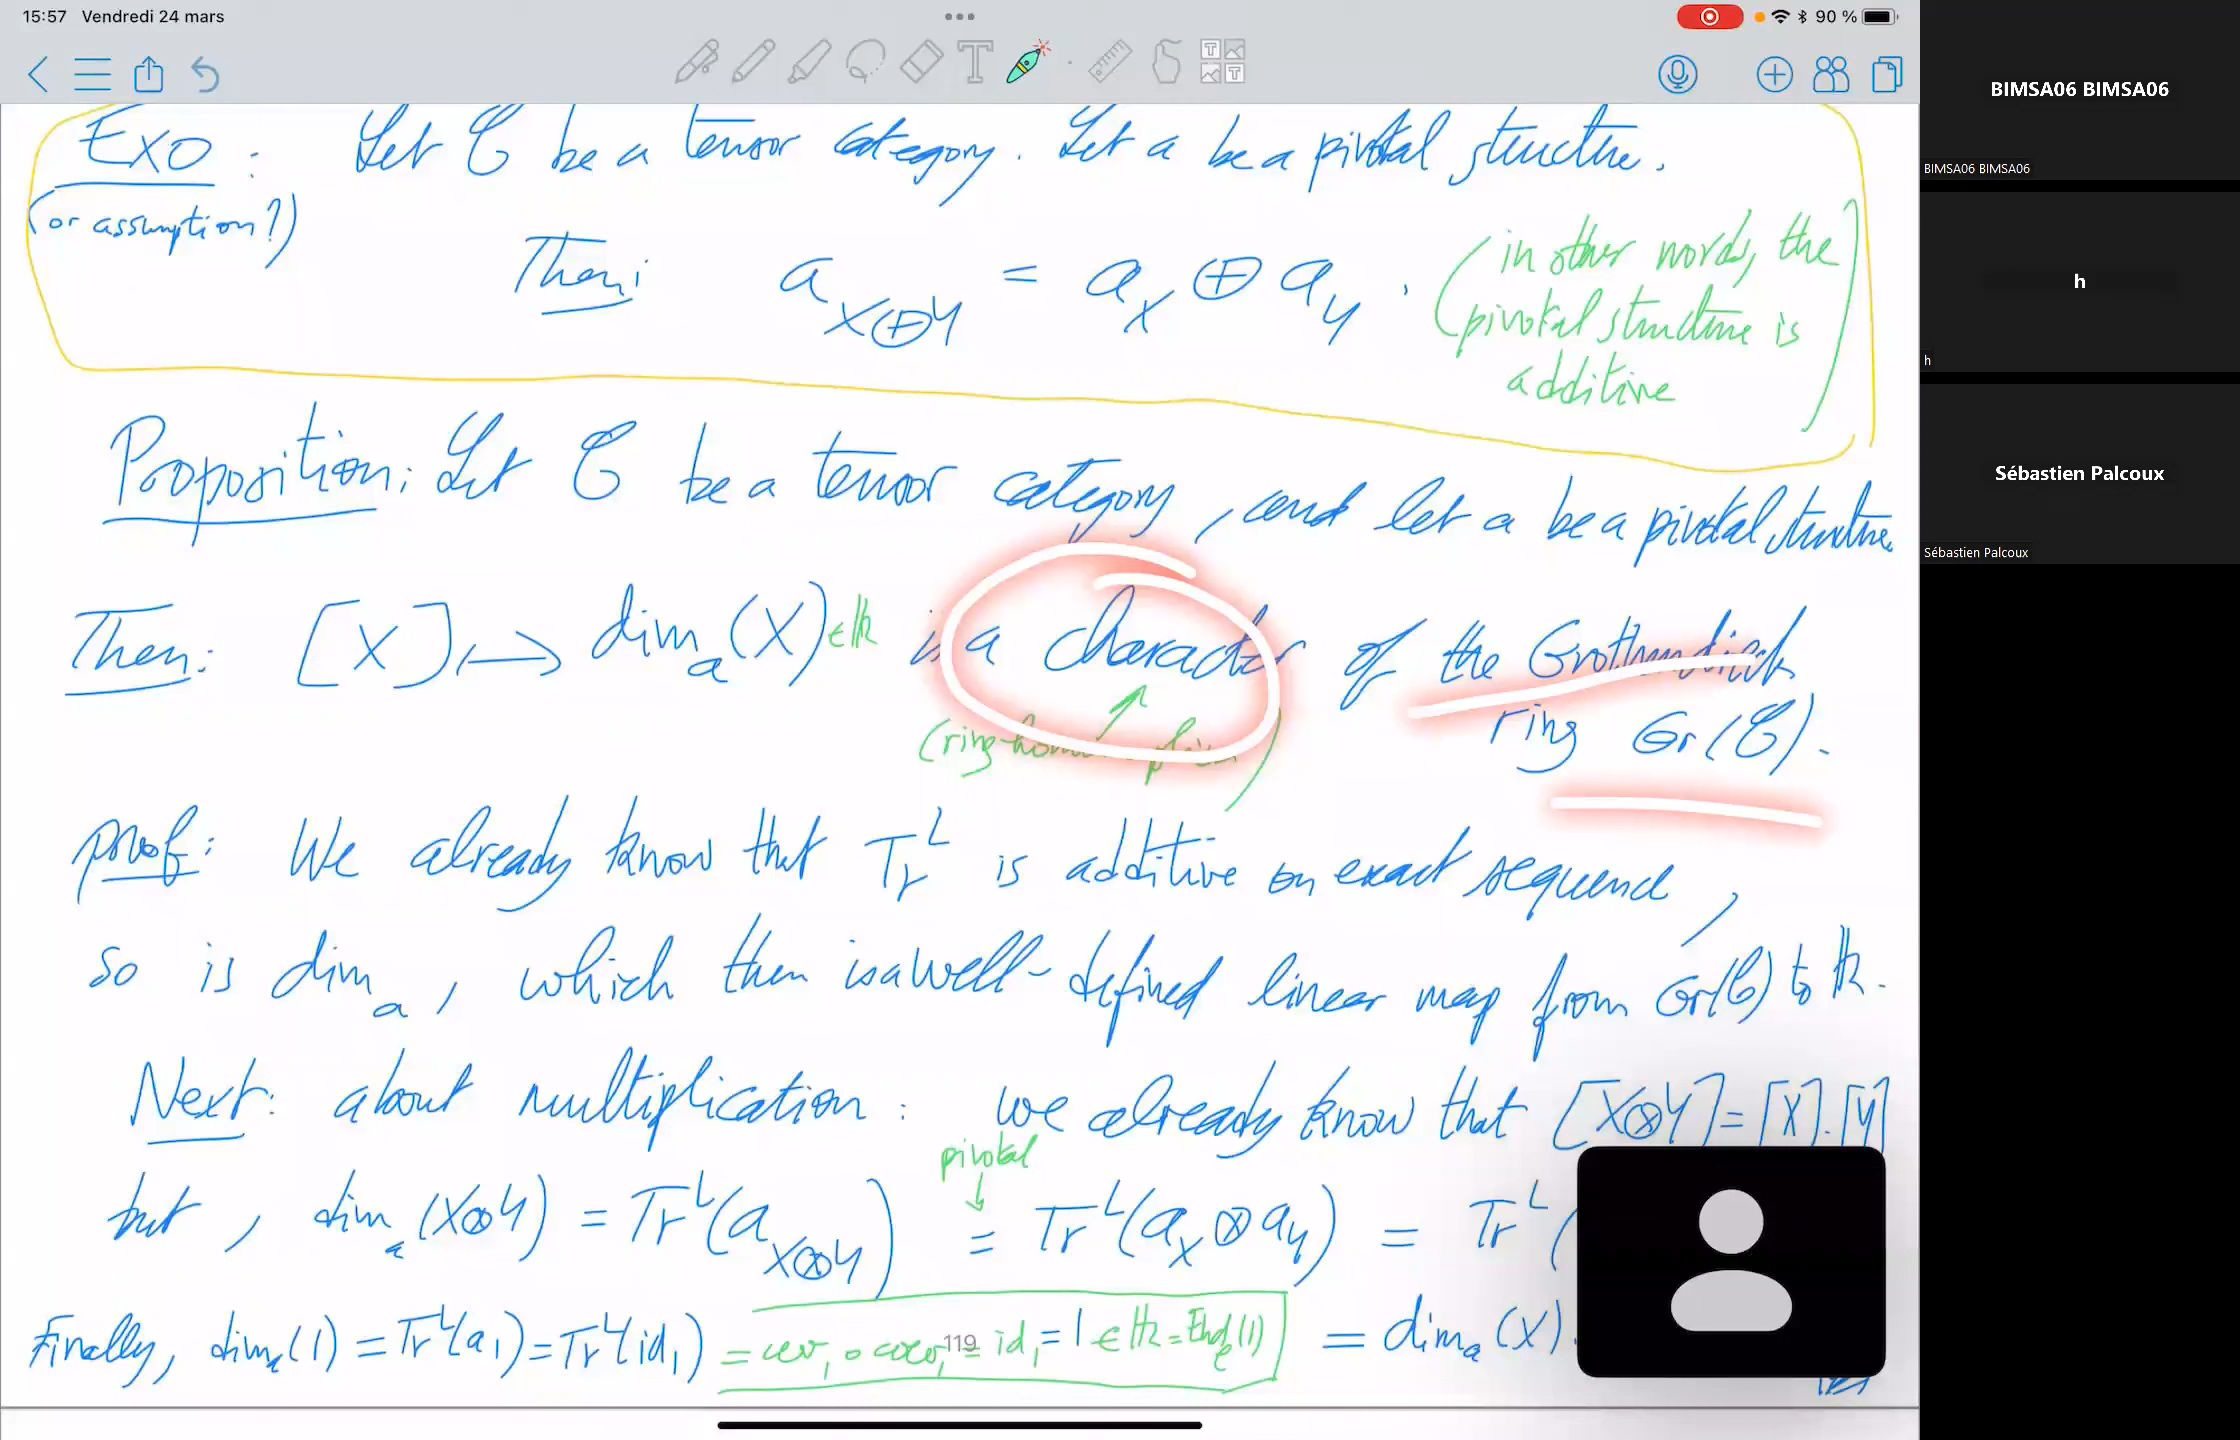 15:57 Vendredi 24 mars
90 %
Exo : Let C be a tensor category. Let a be a pivotal structure.
(or assumption?)
Then: a_{X⊕Y} = a_X ⊕ a_Y .
(in other words, the
pivotal structure is
additive)
Proposition: Let C be a tensor category, and let a be a pivotal structure.
Then: [X] ↦ dim_a(X) ∈ k is a character of the Grothendieck
ring Gr(C).
(ring-homomorphism)
proof: We already know that Tr^L is additive on exact sequence,
so is dim_a, which then is a well-defined linear map from Gr(C) to k.
Next: about multiplication: we already know that [X⊗Y]=[X].[Y]
pivotal
but, dim_a(X⊗Y) = Tr^L(a_{X⊗Y}) = Tr^L(a_X ⊗ a_Y) = Tr^L(
Finally, dim_a(1) = Tr^L(a_1) = Tr^L(id_1) = ev_1 ∘ coev_1 = id_1 = 1 ∈ k = End_C(1) = dim_a(X).
119
BIMSA06 BIMSA06
BIMSA06 BIMSA06
h
h
Sébastien Palcoux
Sébastien Palcoux